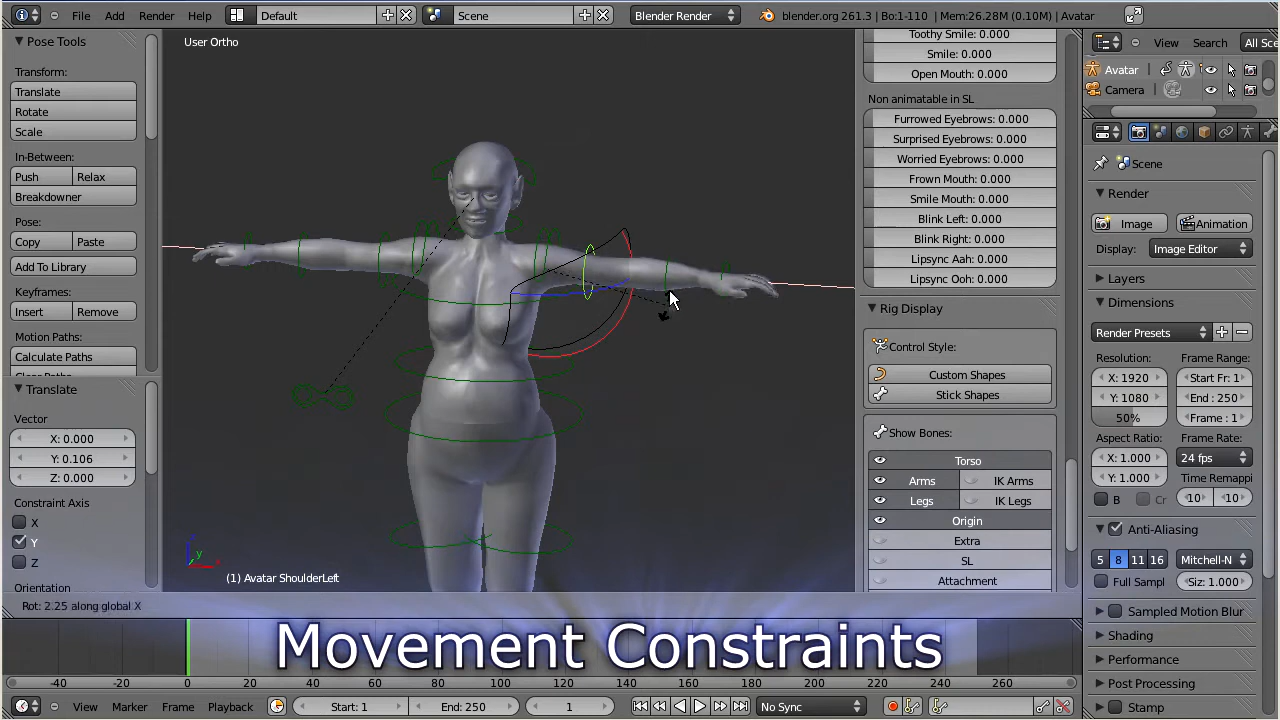 File Add Render Help Default Scene Blender Render blender.org 261.3 | Bo:1-110 | Mem:26.28M (0.10M) | Avatar
Pose Tools
Transform:
Translate
Rotate
Scale
In-Between:
Push Relax
Breakdowner
Pose:
Copy Paste
Add To Library
Keyframes:
Insert Remove
Motion Paths:
Calculate Paths
Translate
Vector
X: 0.000
Y: 0.106
Z: 0.000
Constraint Axis
X
Y
Z
Orientation
User Ortho
y
(1) Avatar ShoulderLeft
Toothy Smile: 0.000
Smile: 0.000
Open Mouth: 0.000
Non animatable in SL
Furrowed Eyebrows: 0.000
Surprised Eyebrows: 0.000
Worried Eyebrows: 0.000
Frown Mouth: 0.000
Smile Mouth: 0.000
Blink Left: 0.000
Blink Right: 0.000
Lipsync Aah: 0.000
Lipsync Ooh: 0.000
Rig Display
Control Style:
Custom Shapes
Stick Shapes
Show Bones:
Torso
Arms IK Arms
Legs IK Legs
Origin
Extra
SL
Attachment
View Search All Sce
Avatar
Camera
Scene
Render
Image Animation
Display: Image Editor
Layers
Dimensions
Render Presets
Resolution: Frame Range:
X: 1920 Start Fr: 1
Y: 1080 End : 250
50% Frame : 1
Aspect Ratio: Frame Rate:
X: 1.000 24 fps
Y: 1.000 Time Remappi
B Cr 10 10
Anti-Aliasing
5 8 11 16 Mitchell-N
Full Sampl Siz: 1.000
Sampled Motion Blur
Shading
Performance
Post Processing
Stamp
Rot: 2.25 along global X
Movement Constraints
-40 -20 0 20 40 60 80 100 120 140 160 180 200 220 240 260
View Marker Frame Playback Start: 1 End: 250 1 No Sync